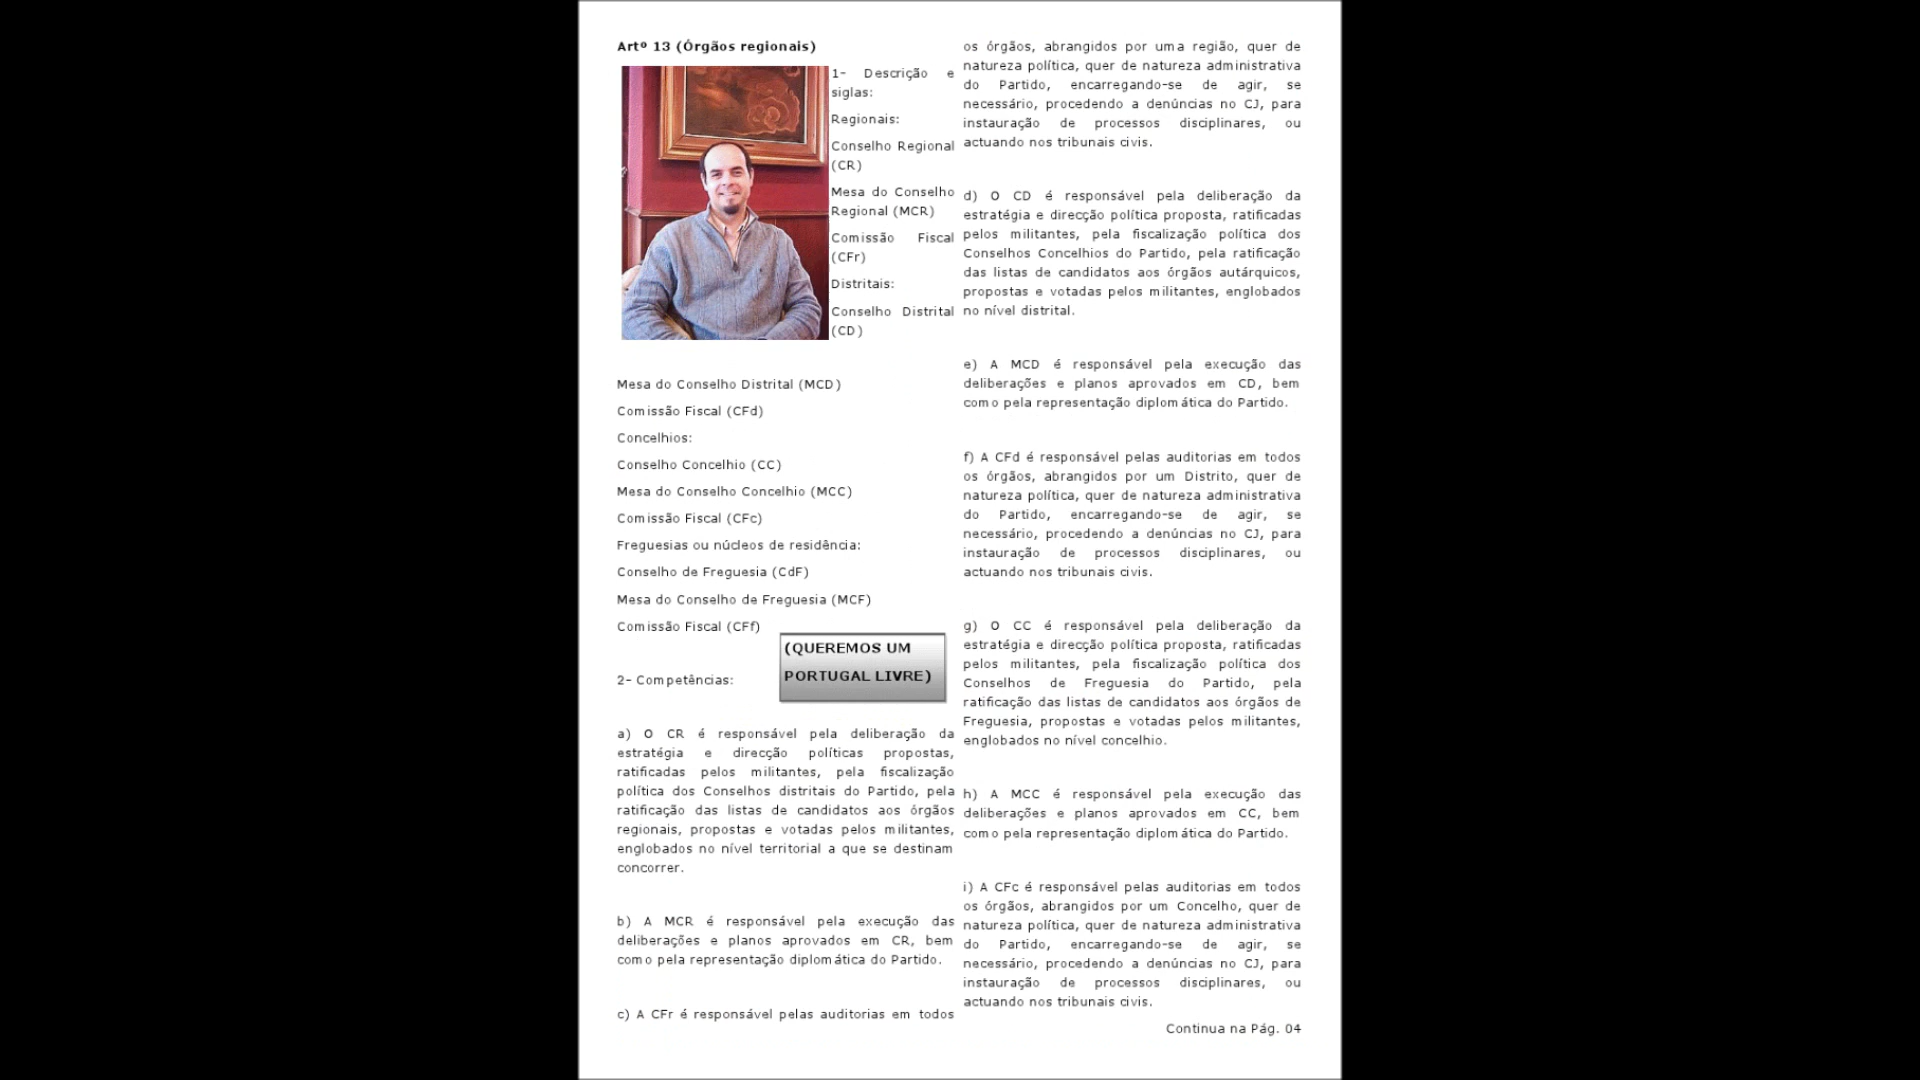 Artº 13 (Órgãos regionais)
1- Descrição e
siglas:
Regionais:
Conselho Regional
(CR)
Mesa do Conselho
Regional (MCR)
Comissão Fiscal
(CFr)
Distritais:
Conselho Distrital
(CD)
Mesa do Conselho Distrital (MCD)
Comissão Fiscal (CFd)
Concelhios:
Conselho Concelhio (CC)
Mesa do Conselho Concelhio (MCC)
Comissão Fiscal (CFc)
Freguesias ou núcleos de residência:
Conselho de Freguesia (CdF)
Mesa do Conselho de Freguesia (MCF)
Comissão Fiscal (CFf)
(QUEREMOS UM
PORTUGAL LIVRE)
2- Competências:
a) O CR é responsável pela deliberação da
estratégia e direcção políticas propostas,
ratificadas pelos militantes, pela fiscalização
política dos Conselhos distritais do Partido, pela
ratificação das listas de candidatos aos órgãos
regionais, propostas e votadas pelos militantes,
englobados no nível territorial a que se destinam
concorrer.
b) A MCR é responsável pela execução das
deliberações e planos aprovados em CR, bem
como pela representação diplomática do Partido.
c) A CFr é responsável pelas auditorias em todos
os órgãos, abrangidos por uma região, quer de
natureza política, quer de natureza administrativa
do Partido, encarregando-se de agir, se
necessário, procedendo a denúncias no CJ, para
instauração de processos disciplinares, ou
actuando nos tribunais civis.
d) O CD é responsável pela deliberação da
estratégia e direcção política proposta, ratificadas
pelos militantes, pela fiscalização política dos
Conselhos Concelhios do Partido, pela ratificação
das listas de candidatos aos órgãos autárquicos,
propostas e votadas pelos militantes, englobados
no nível distrital.
e) A MCD é responsável pela execução das
deliberações e planos aprovados em CD, bem
como pela representação diplomática do Partido.
f) A CFd é responsável pelas auditorias em todos
os órgãos, abrangidos por um Distrito, quer de
natureza política, quer de natureza administrativa
do Partido, encarregando-se de agir, se
necessário, procedendo a denúncias no CJ, para
instauração de processos disciplinares, ou
actuando nos tribunais civis.
g) O CC é responsável pela deliberação da
estratégia e direcção política proposta, ratificadas
pelos militantes, pela fiscalização política dos
Conselhos de Freguesia do Partido, pela
ratificação das listas de candidatos aos órgãos de
Freguesia, propostas e votadas pelos militantes,
englobados no nível concelhio.
h) A MCC é responsável pela execução das
deliberações e planos aprovados em CC, bem
como pela representação diplomática do Partido.
i) A CFc é responsável pelas auditorias em todos
os órgãos, abrangidos por um Concelho, quer de
natureza política, quer de natureza administrativa
do Partido, encarregando-se de agir, se
necessário, procedendo a denúncias no CJ, para
instauração de processos disciplinares, ou
actuando nos tribunais civis.
Continua na Pág. 04